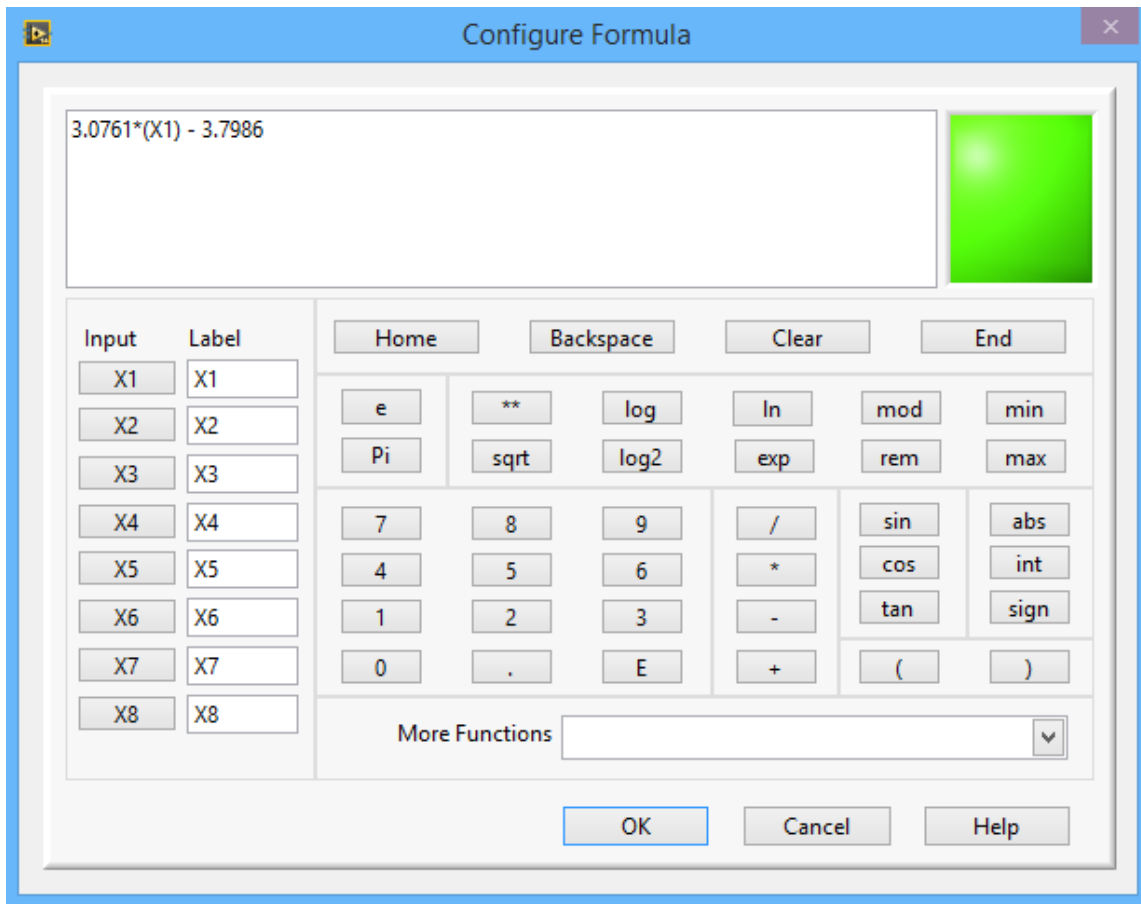 Configure Formula
3.0761*(X1) - 3.7986
Input Label
X1 X1
X2 X2
X3 X3
X4 X4
X5 X5
X6 X6
X7 X7
X8 X8
Home Backspace Clear End
e ** log ln mod min
Pi sqrt log2 exp rem max
7 8 9 / sin abs
4 5 6 * cos int
1 2 3 - tan sign
0 . E + ( )
More Functions
OK Cancel Help